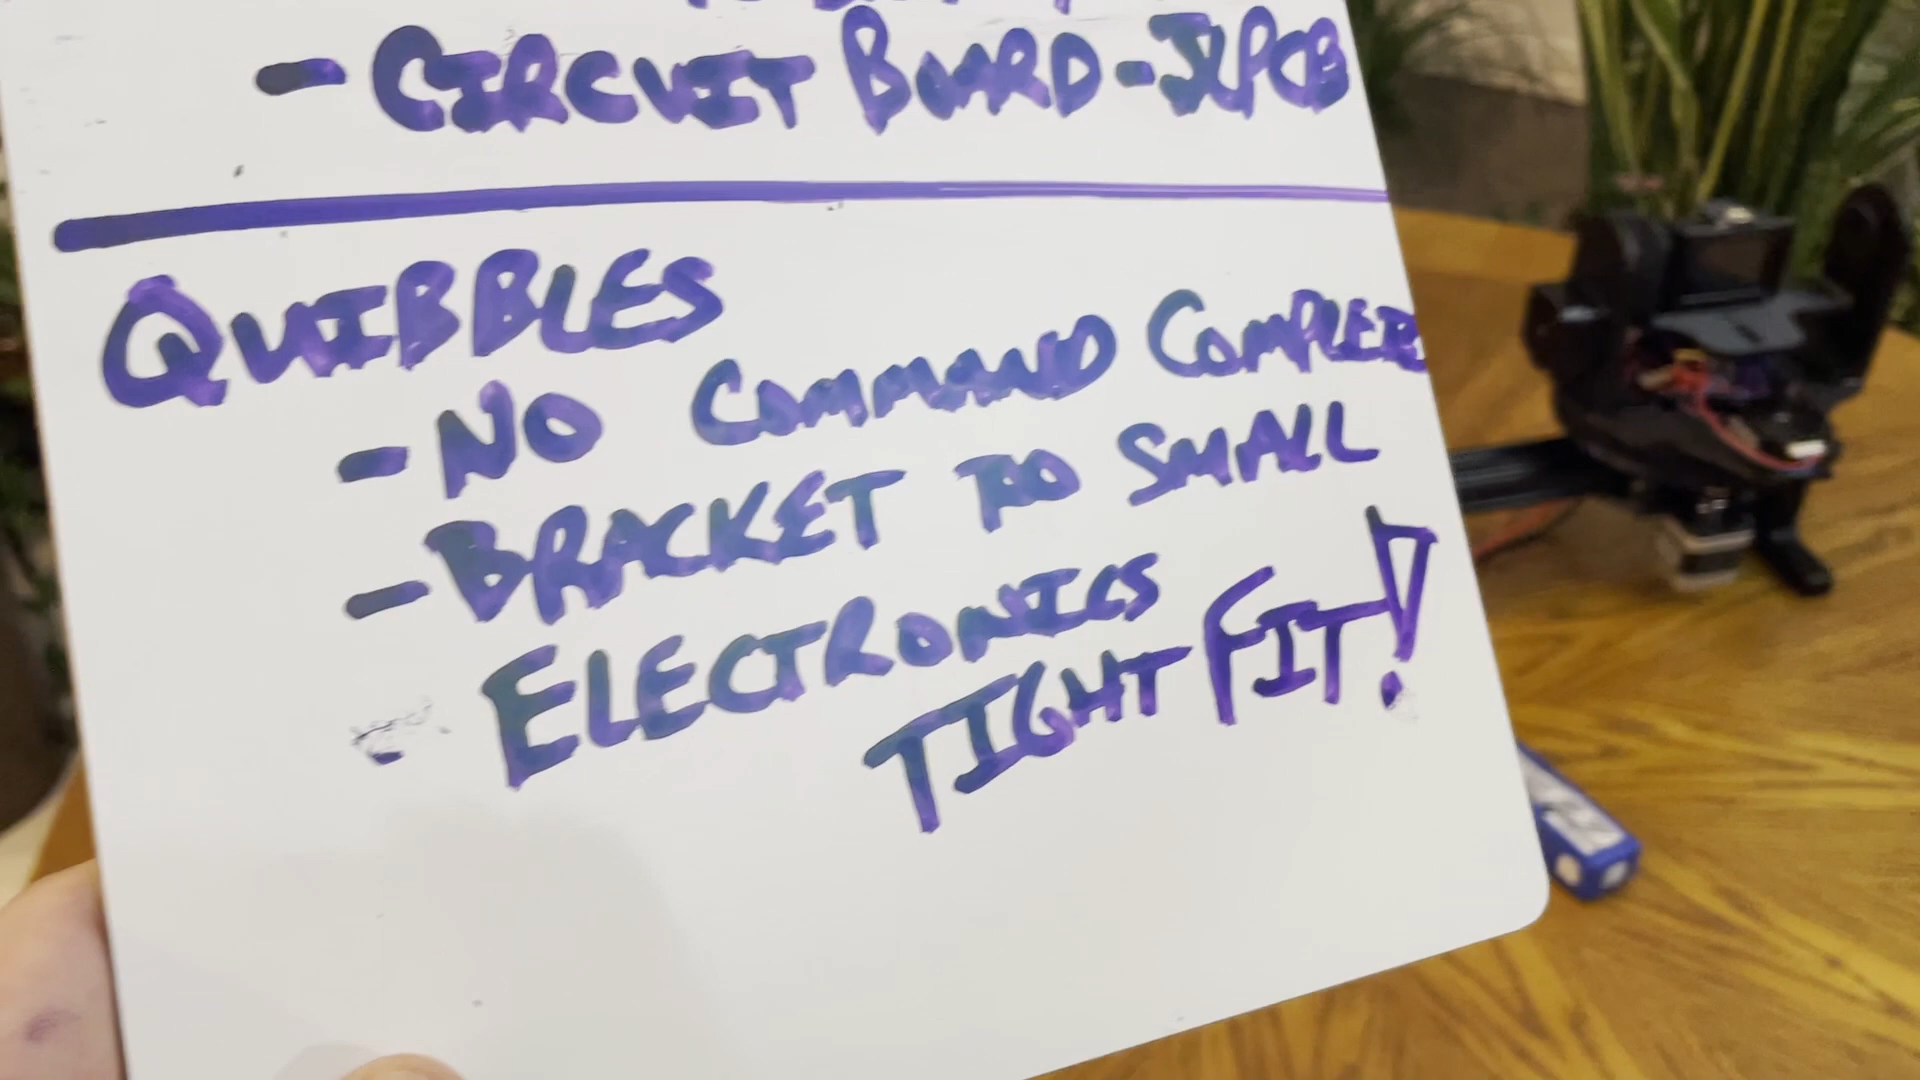 - CIRCUIT BOARD - JLPCB
QUIBBLES
- NO COMMAND COMPLETE
- BRACKET TO SMALL
- ELECTRONICS
TIGHT FIT!